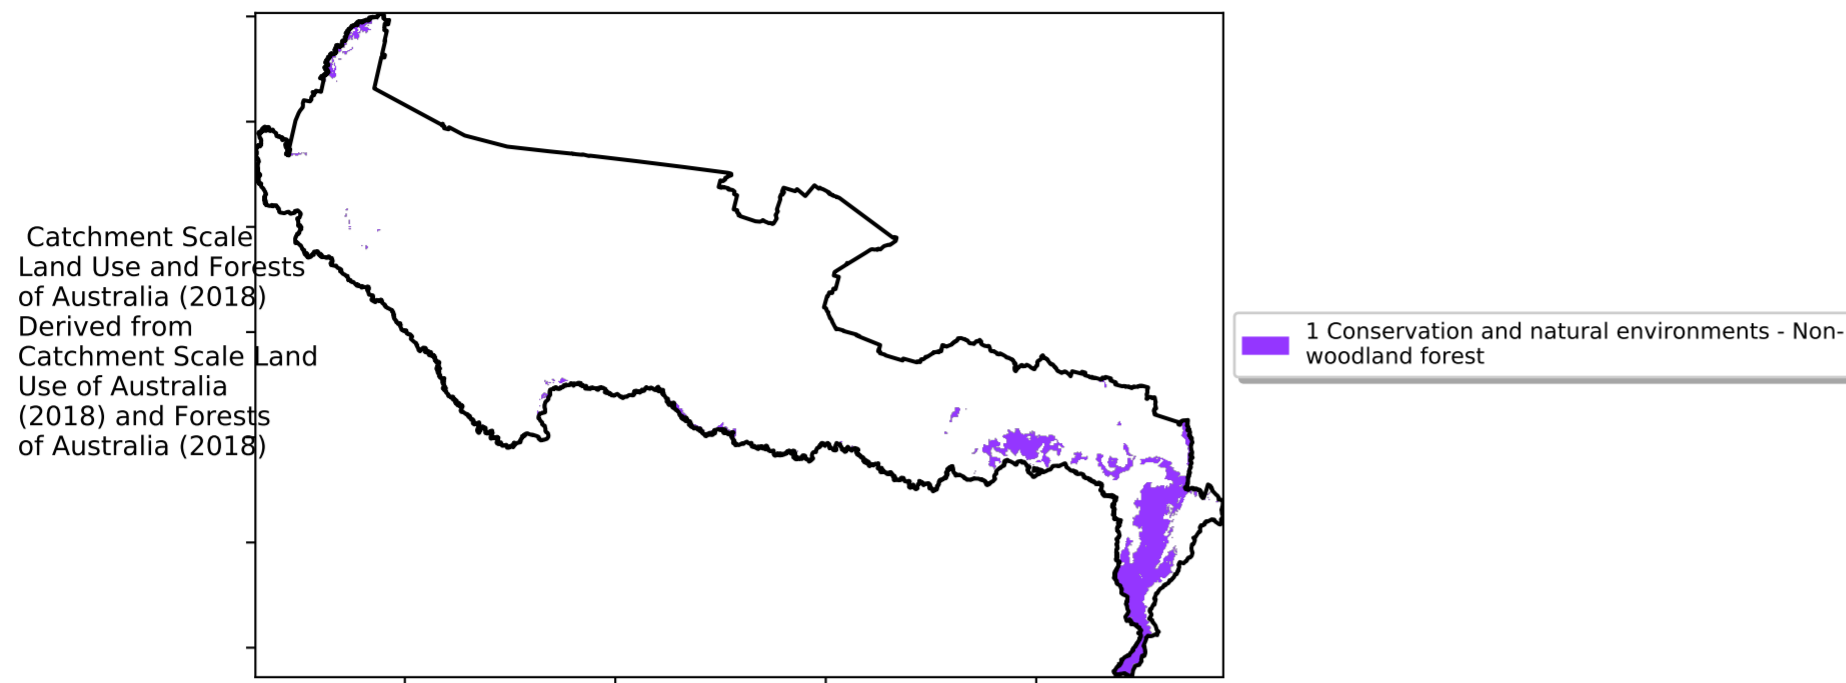 Catchment Scale
Land Use and Forests
of Australia (2018)
Derived from
Catchment Scale Land
Use of Australia
(2018) and Forests
of Australia (2018)
1 Conservation and natural environments - Non-
woodland forest